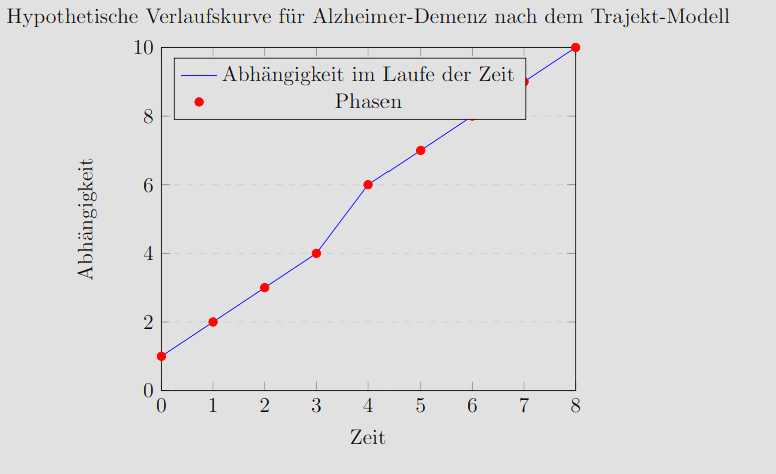 Hypothetische Verlaufskurve für Alzheimer-Demenz nach dem Trajekt-Modell
10
8
6
4
2
0
Abhängigkeit
Abhängigkeit im Laufe der Zeit
Phasen
0 1 2 3 4 5 6 7 8
Zeit